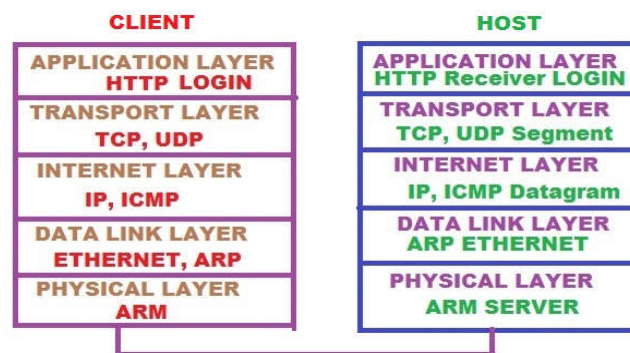 CLIENT
APPLICATION LAYER
HTTP LOGIN
TRANSPORT LAYER
TCP, UDP
INTERNET LAYER
IP, ICMP
DATA LINK LAYER
ETHERNET, ARP
PHYSICAL LAYER
ARM
HOST
APPLICATION LAYER
HTTP Receiver LOGIN
TRANSPORT LAYER
TCP, UDP Segment
INTERNET LAYER
IP, ICMP Datagram
DATA LINK LAYER
ARP ETHERNET
PHYSICAL LAYER
ARM SERVER